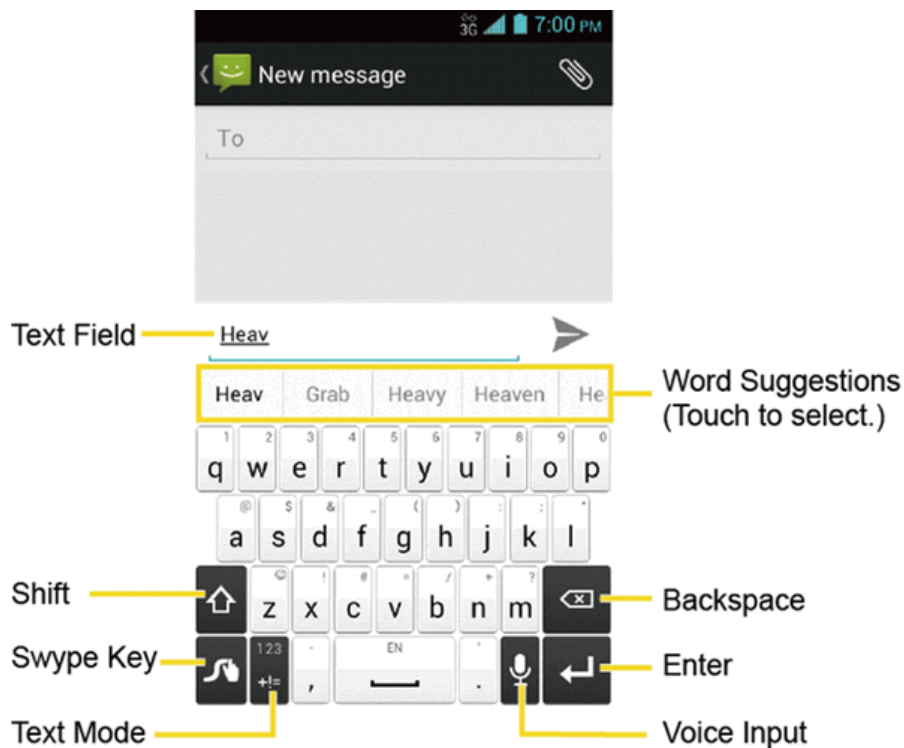 3G 7:00 PM
New message
To
Text Field
Heav
Heav Grab Heavy Heaven He
Word Suggestions
(Touch to select.)
1 2 3 4 5 6 7 8 9 0
q w e r t y u i o p
@ $ & _ ( ) : ; "
a s d f g h j k l
Shift
! # = / + ?
z x c v b n m
Backspace
Swype Key
123 EN
+!= , .
Enter
Text Mode
Voice Input